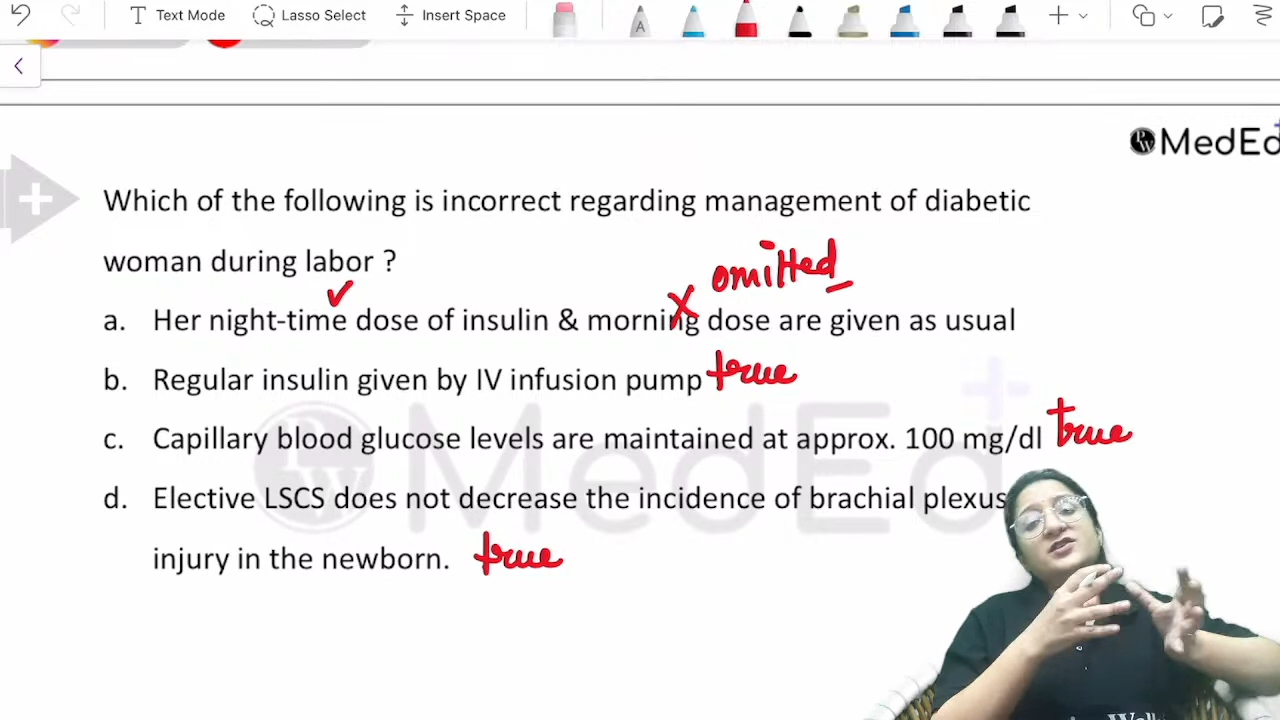 Text Mode
Lasso Select
Insert Space
A
PW MedEd
Which of the following is incorrect regarding management of diabetic
woman during labor ?
omitted
a. Her night-time dose of insulin & morning dose are given as usual
b. Regular insulin given by IV infusion pump true
c. Capillary blood glucose levels are maintained at approx. 100 mg/dl true
d. Elective LSCS does not decrease the incidence of brachial plexus
injury in the newborn. true
MedEd